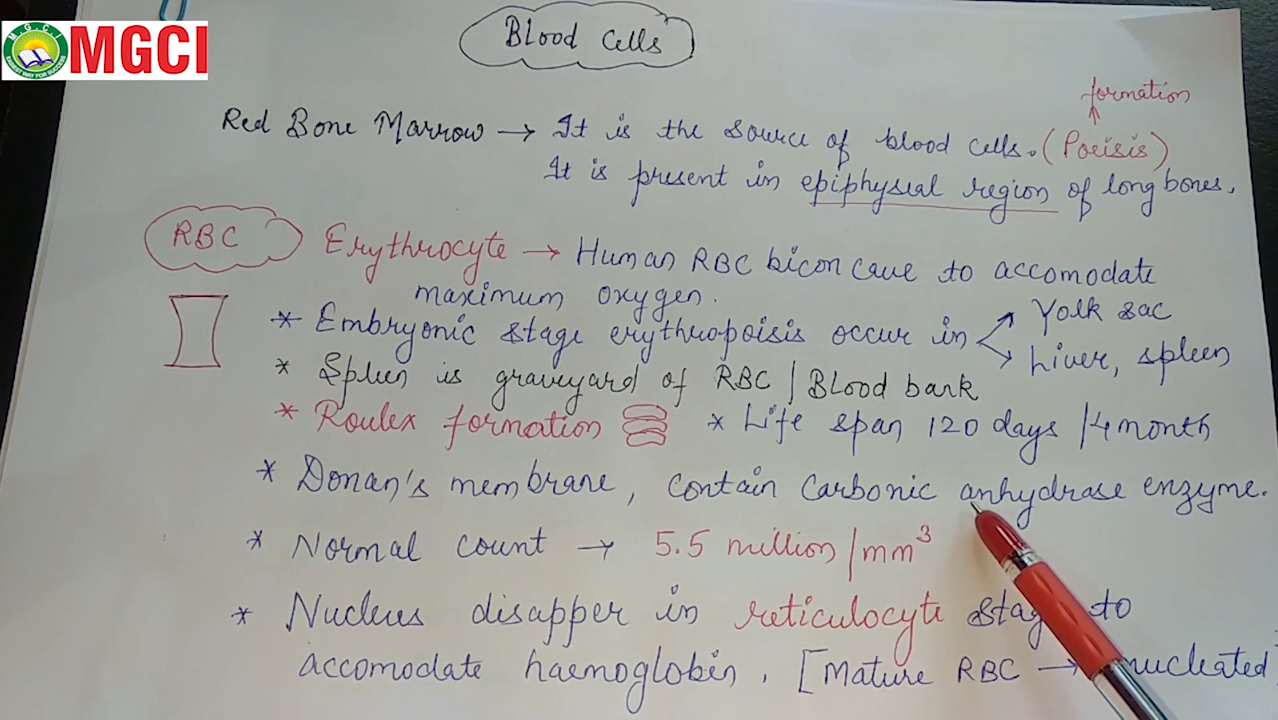 M.G.C.I
MGCI
Blood Cells
formation
Red Bone Marrow → It is the source of blood cells. (Poeisis)
It is present in epiphysial region of long bones.
RBC Erythrocyte → Human RBC biconcave to accomodate
maximum oxygen.
* Embryonic stage erythropoisis occur in → Yolk sac
→ Liver, spleen
* Spleen is graveyard of RBC / Blood bank
* Roulex formation * Life span 120 days / 4 month
* Donan's membrane, contain carbonic anhydrase enzyme.
* Normal count → 5.5 million/mm³
* Nucleus disapper in reticulocyte stage to
accomodate haemoglobin. [Mature RBC → nucleated]